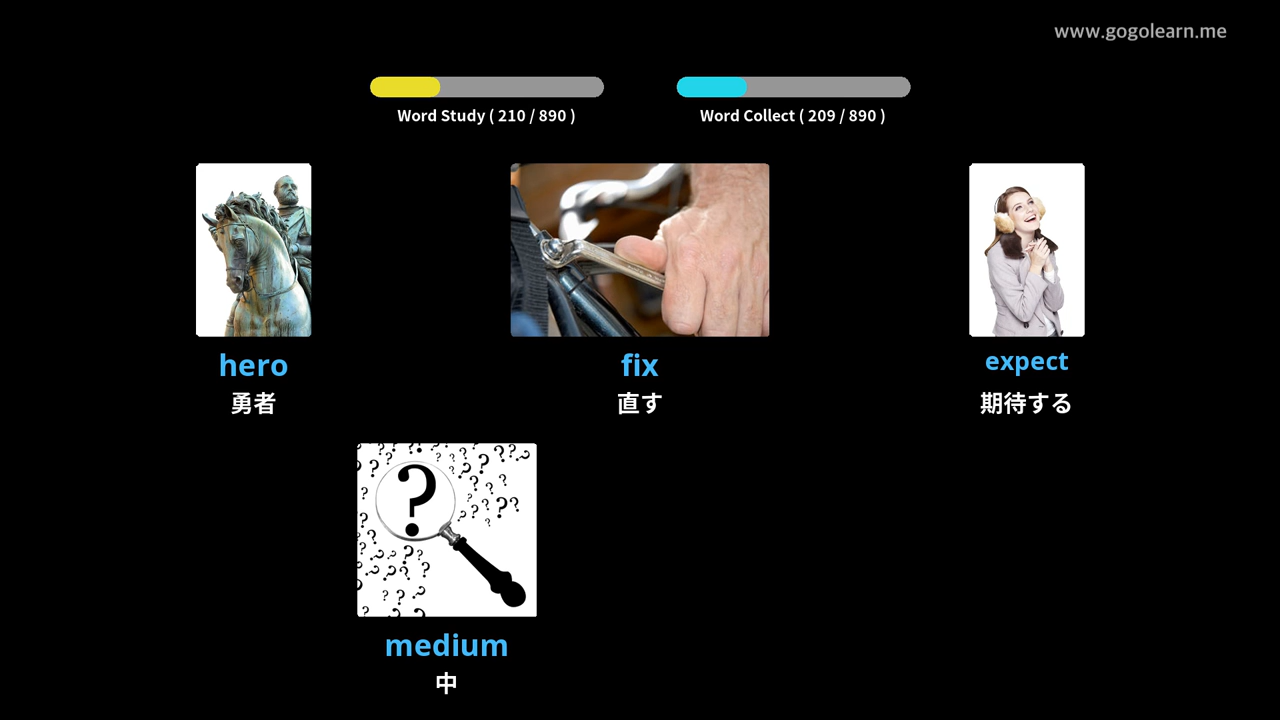 www.gogolearn.me
Word Study ( 210 / 890 )
Word Collect ( 209 / 890 )
hero
勇者
fix
直す
expect
期待する
medium
中